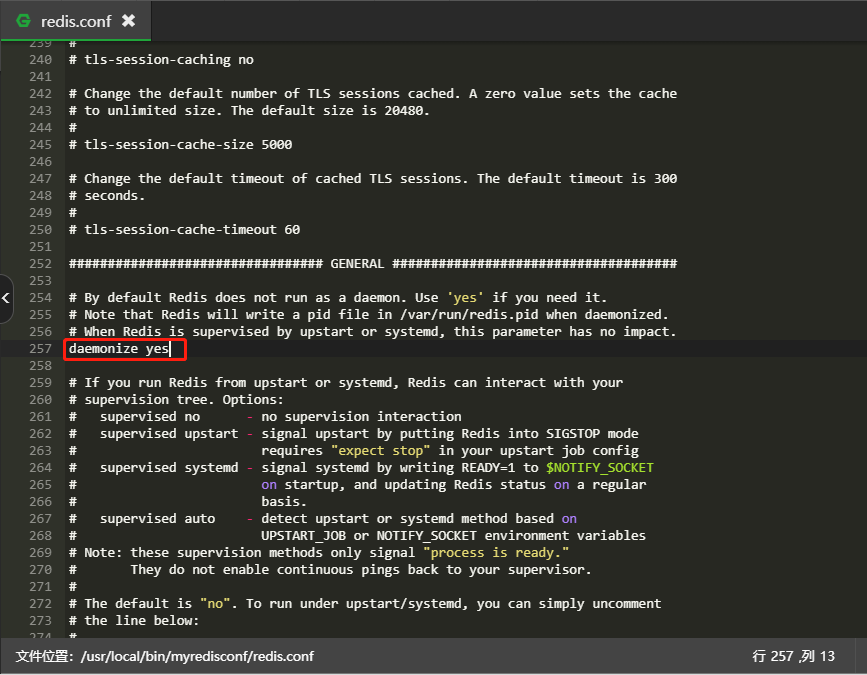 redis.conf ✖
239 #
240 # tls-session-caching no
241
242 # Change the default number of TLS sessions cached. A zero value sets the cache
243 # to unlimited size. The default size is 20480.
244 #
245 # tls-session-cache-size 5000
246
247 # Change the default timeout of cached TLS sessions. The default timeout is 300
248 # seconds.
249 #
250 # tls-session-cache-timeout 60
251
252 ################################# GENERAL #####################################
253
254 # By default Redis does not run as a daemon. Use 'yes' if you need it.
255 # Note that Redis will write a pid file in /var/run/redis.pid when daemonized.
256 # When Redis is supervised by upstart or systemd, this parameter has no impact.
257 daemonize yes
258
259 # If you run Redis from upstart or systemd, Redis can interact with your
260 # supervision tree. Options:
261 #   supervised no      - no supervision interaction
262 #   supervised upstart - signal upstart by putting Redis into SIGSTOP mode
263 #                        requires "expect stop" in your upstart job config
264 #   supervised systemd - signal systemd by writing READY=1 to $NOTIFY_SOCKET
265 #                        on startup, and updating Redis status on a regular
266 #                        basis.
267 #   supervised auto    - detect upstart or systemd method based on
268 #                        UPSTART_JOB or NOTIFY_SOCKET environment variables
269 # Note: these supervision methods only signal "process is ready."
270 #       They do not enable continuous pings back to your supervisor.
271 #
272 # The default is "no". To run under upstart/systemd, you can simply uncomment
273 # the line below:
274 #
文件位置: /usr/local/bin/myredisconf/redis.conf 行 257 ,列 13